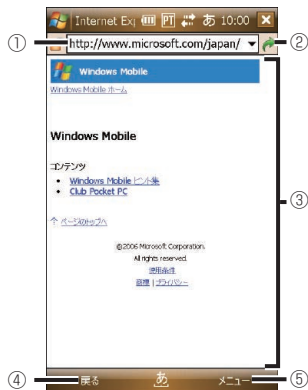 Internet Exp PT あ 10:00
① http://www.microsoft.com/japan/ ②
Windows Mobile
Windows Mobile ホーム
Windows Mobile
コンテンツ
• Windows Mobile ヒント集
• Club Pocket PC
③
↑ ページのトップへ
©2006 Microsoft Corporation.
All rights reserved.
使用条件
商標 | プライバシー
④ 戻る あ メニュー ⑤